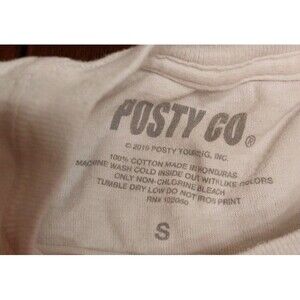 POSTY CO.®
© 2019 POSTY TOURING, INC.
100% COTTON MADE IN HONDURAS
MACHINE WASH COLD INSIDE OUT WITH LIKE COLORS
ONLY NON-CHLORINE BLEACH
TUMBLE DRY LOW DO NOT IRON PRINT
RN#
S